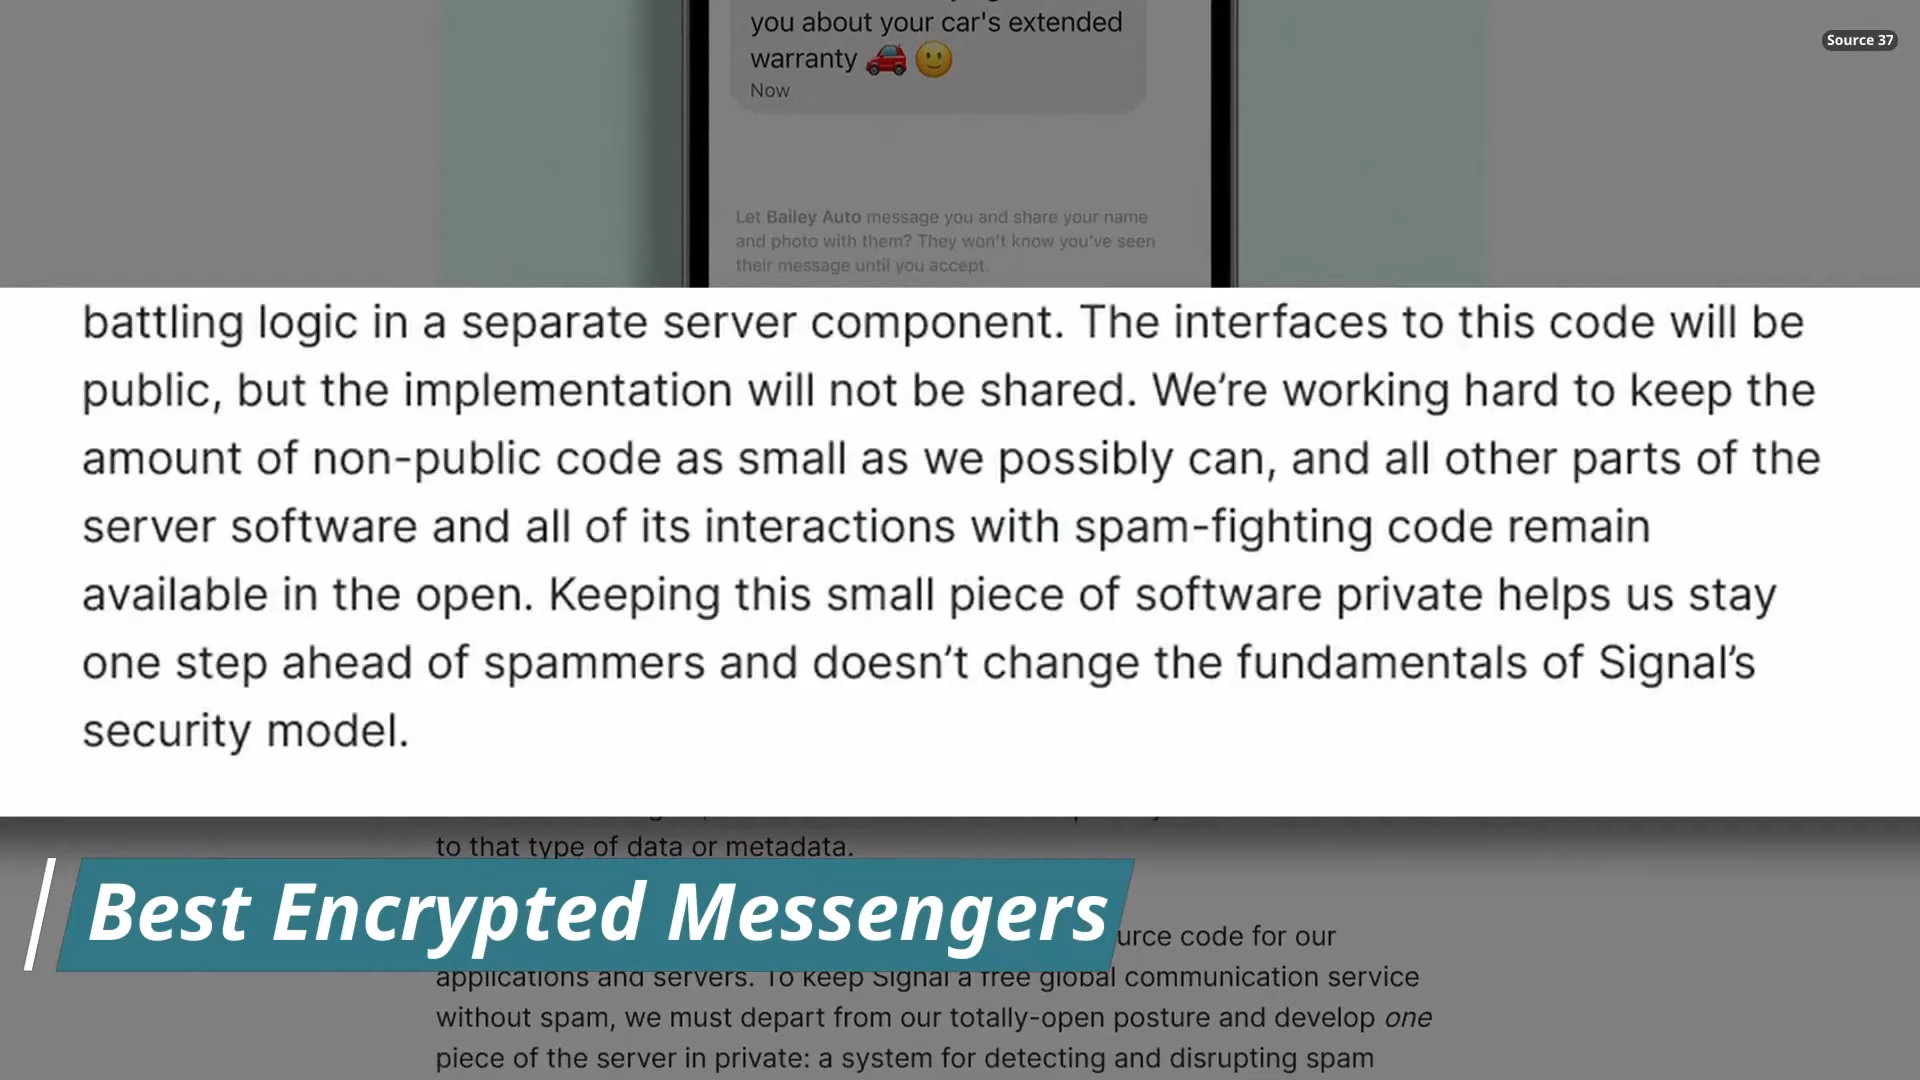 you about your car's extended
warranty 🚗 🙂
Now
Source 37
Let Bailey Auto message you and share your name
and photo with them? They won't know you've seen
their message until you accept.
battling logic in a separate server component. The interfaces to this code will be
public, but the implementation will not be shared. We’re working hard to keep the
amount of non-public code as small as we possibly can, and all other parts of the
server software and all of its interactions with spam-fighting code remain
available in the open. Keeping this small piece of software private helps us stay
one step ahead of spammers and doesn’t change the fundamentals of Signal’s
security model.
to that type of data or metadata.
Best Encrypted Messengers
code for our
applications and servers. To keep Signal a free global communication service
without spam, we must depart from our totally-open posture and develop one
piece of the server in private: a system for detecting and disrupting spam